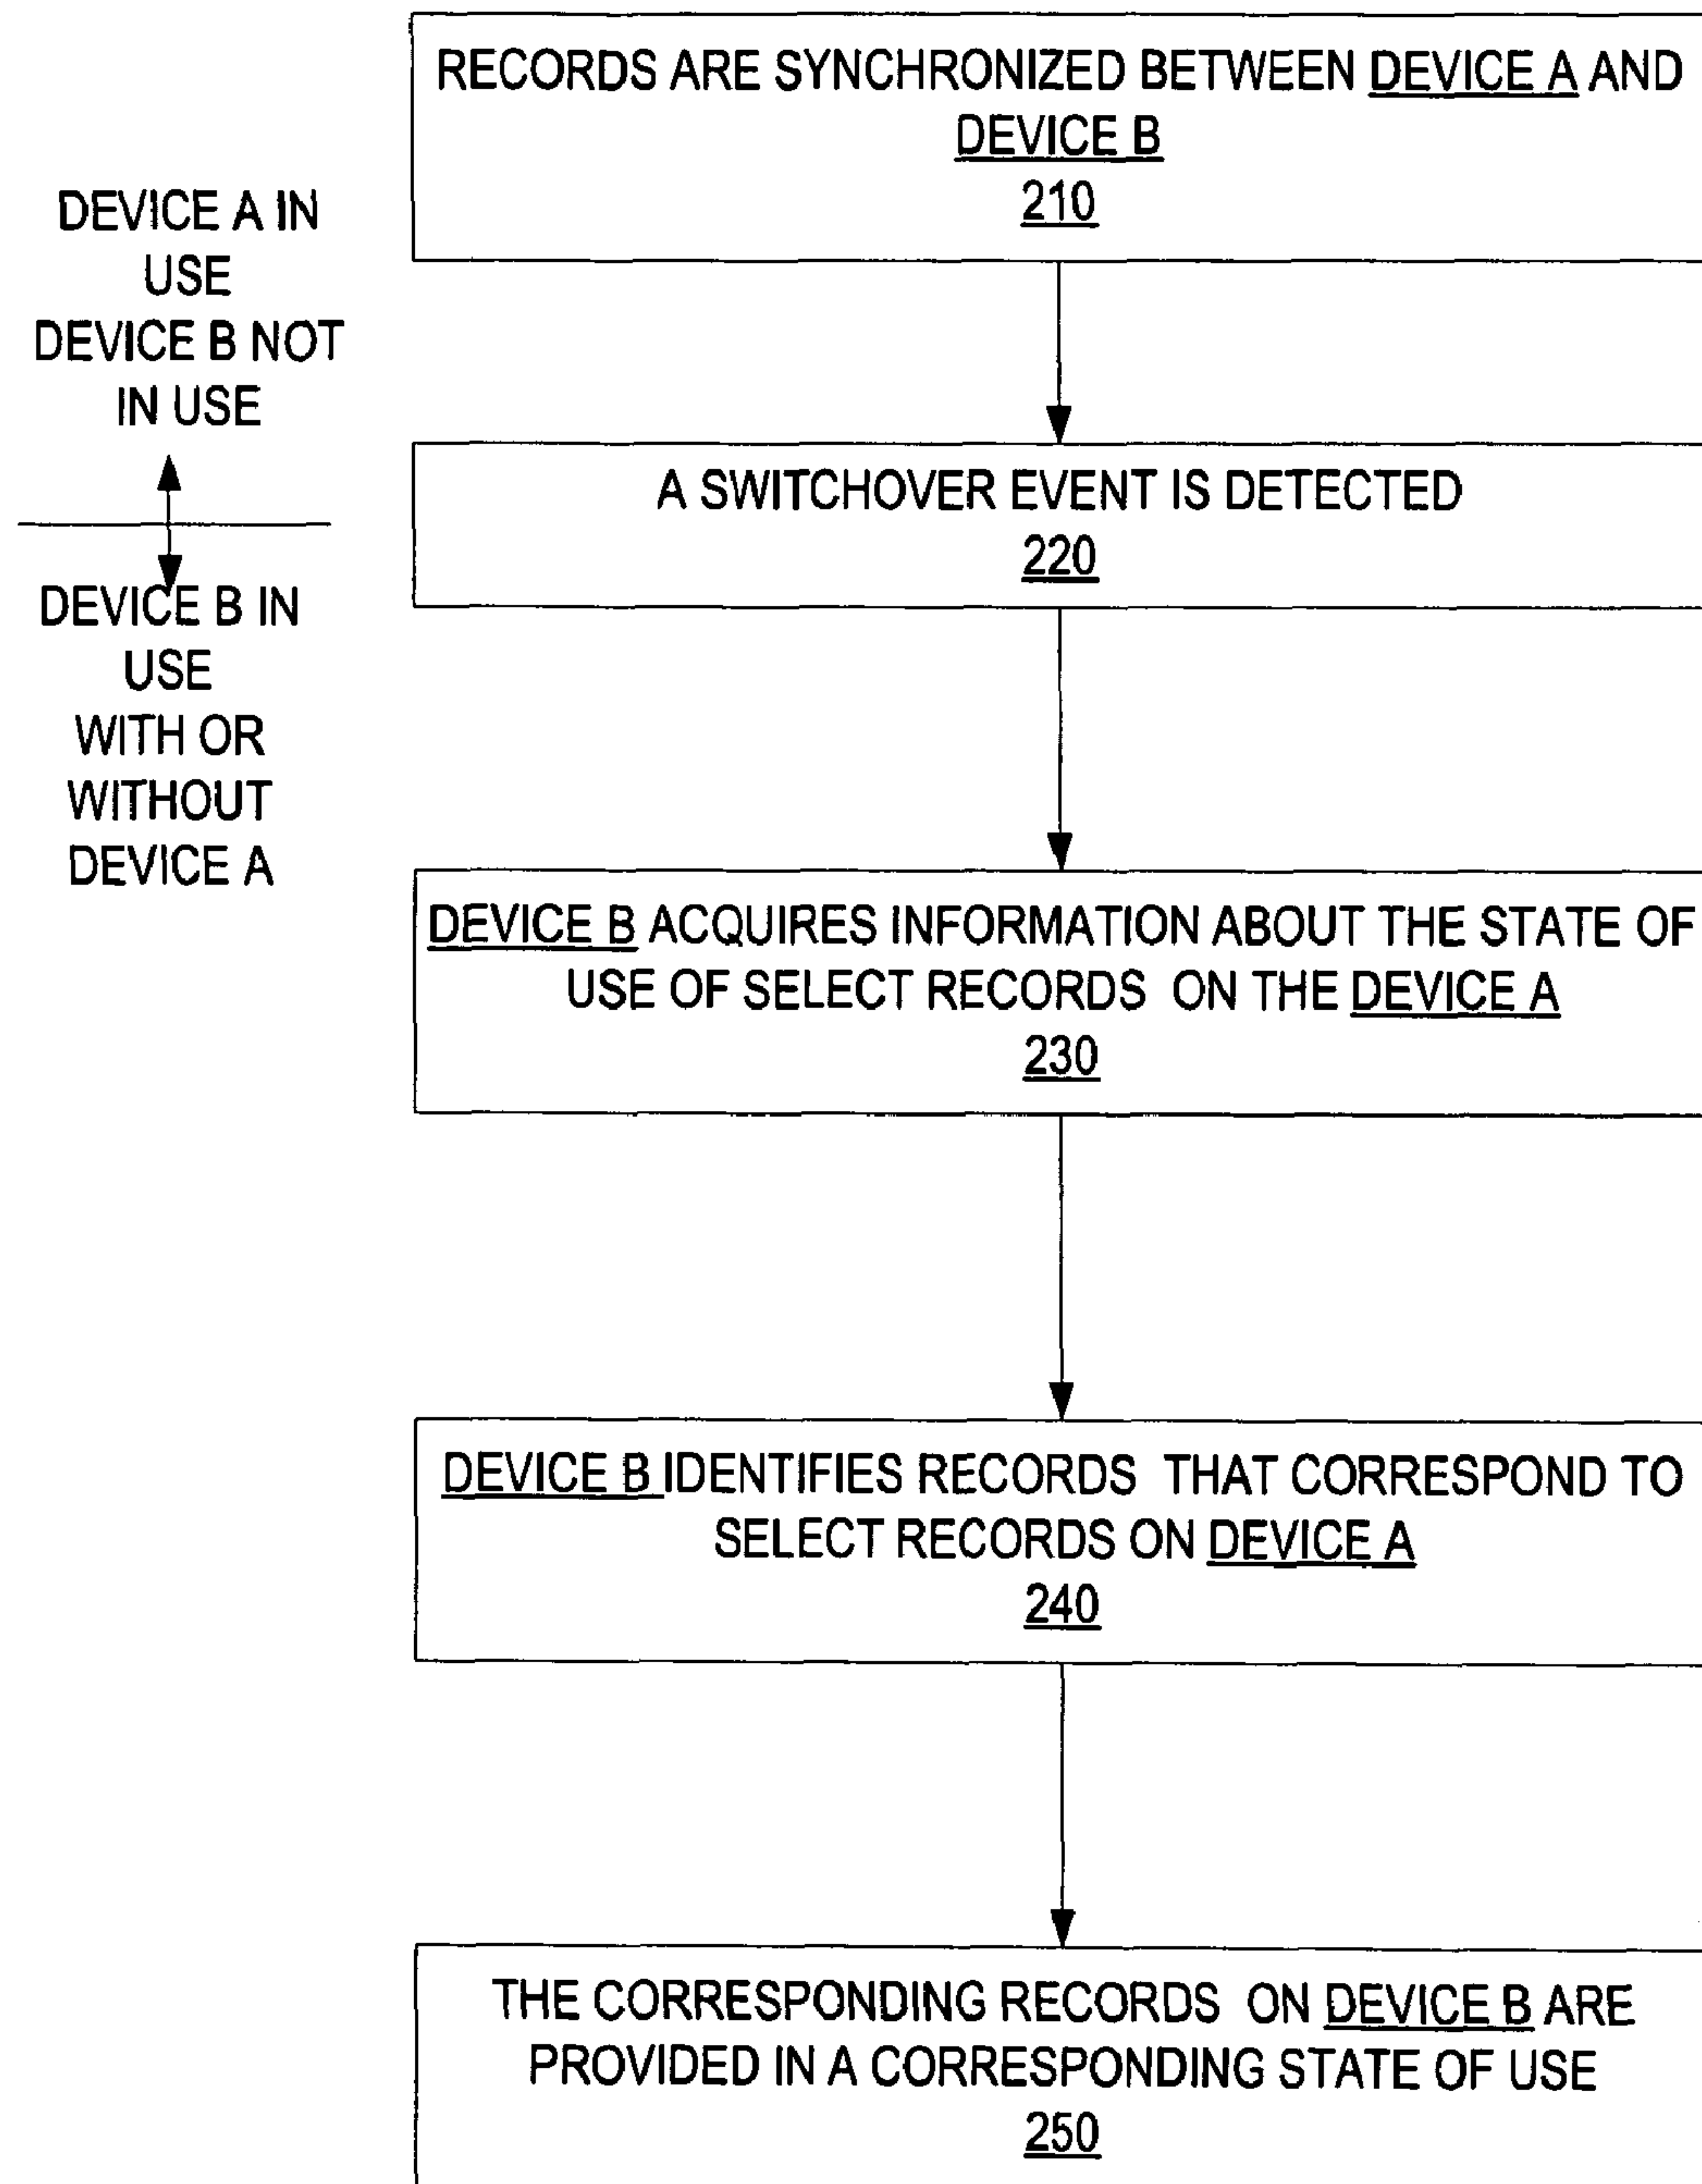 RECORDS ARE SYNCHRONIZED BETWEEN DEVICE A AND
DEVICE B
210
DEVICE A IN
USE
DEVICE B NOT
IN USE
A SWITCHOVER EVENT IS DETECTED
220
DEVICE B IN
USE
WITH OR
WITHOUT
DEVICE A
DEVICE B ACQUIRES INFORMATION ABOUT THE STATE OF
USE OF SELECT RECORDS ON THE DEVICE A
230
DEVICE B IDENTIFIES RECORDS THAT CORRESPOND TO
SELECT RECORDS ON DEVICE A
240
THE CORRESPONDING RECORDS ON DEVICE B ARE
PROVIDED IN A CORRESPONDING STATE OF USE
250